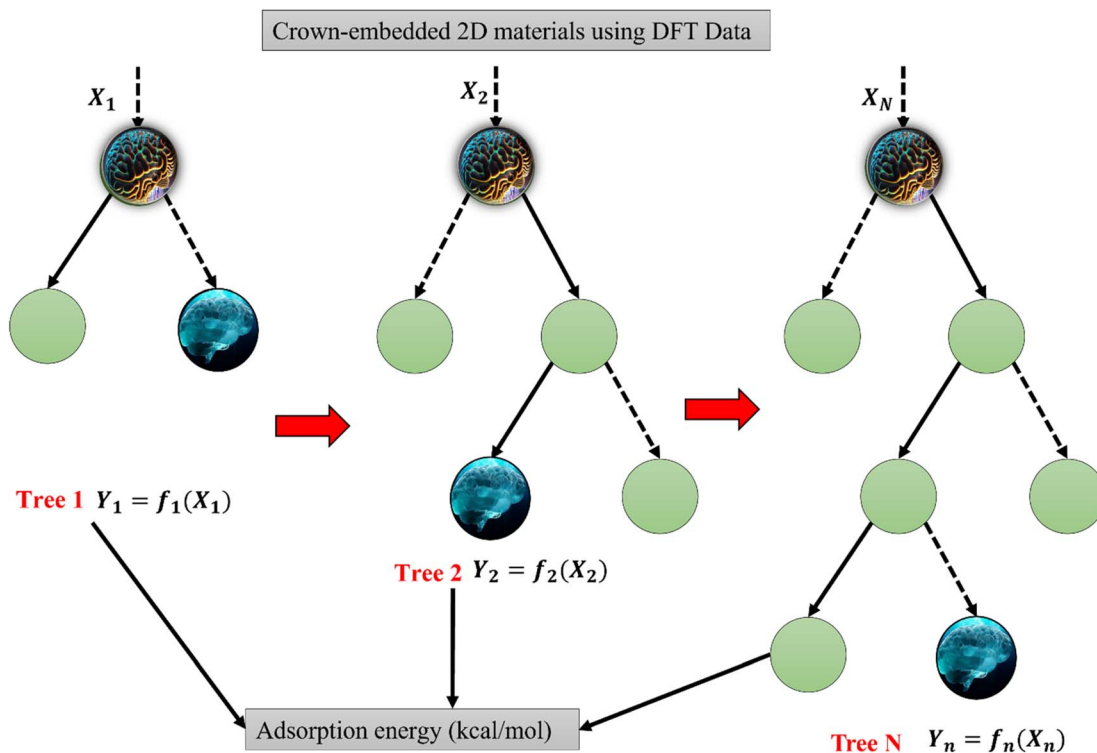 Crown-embedded 2D materials using DFT Data
X₁
X₂
X_N
Tree 1 Y₁ = f₁(X₁)
Tree 2 Y₂ = f₂(X₂)
Adsorption energy (kcal/mol)
Tree N Yₙ = fₙ(Xₙ)